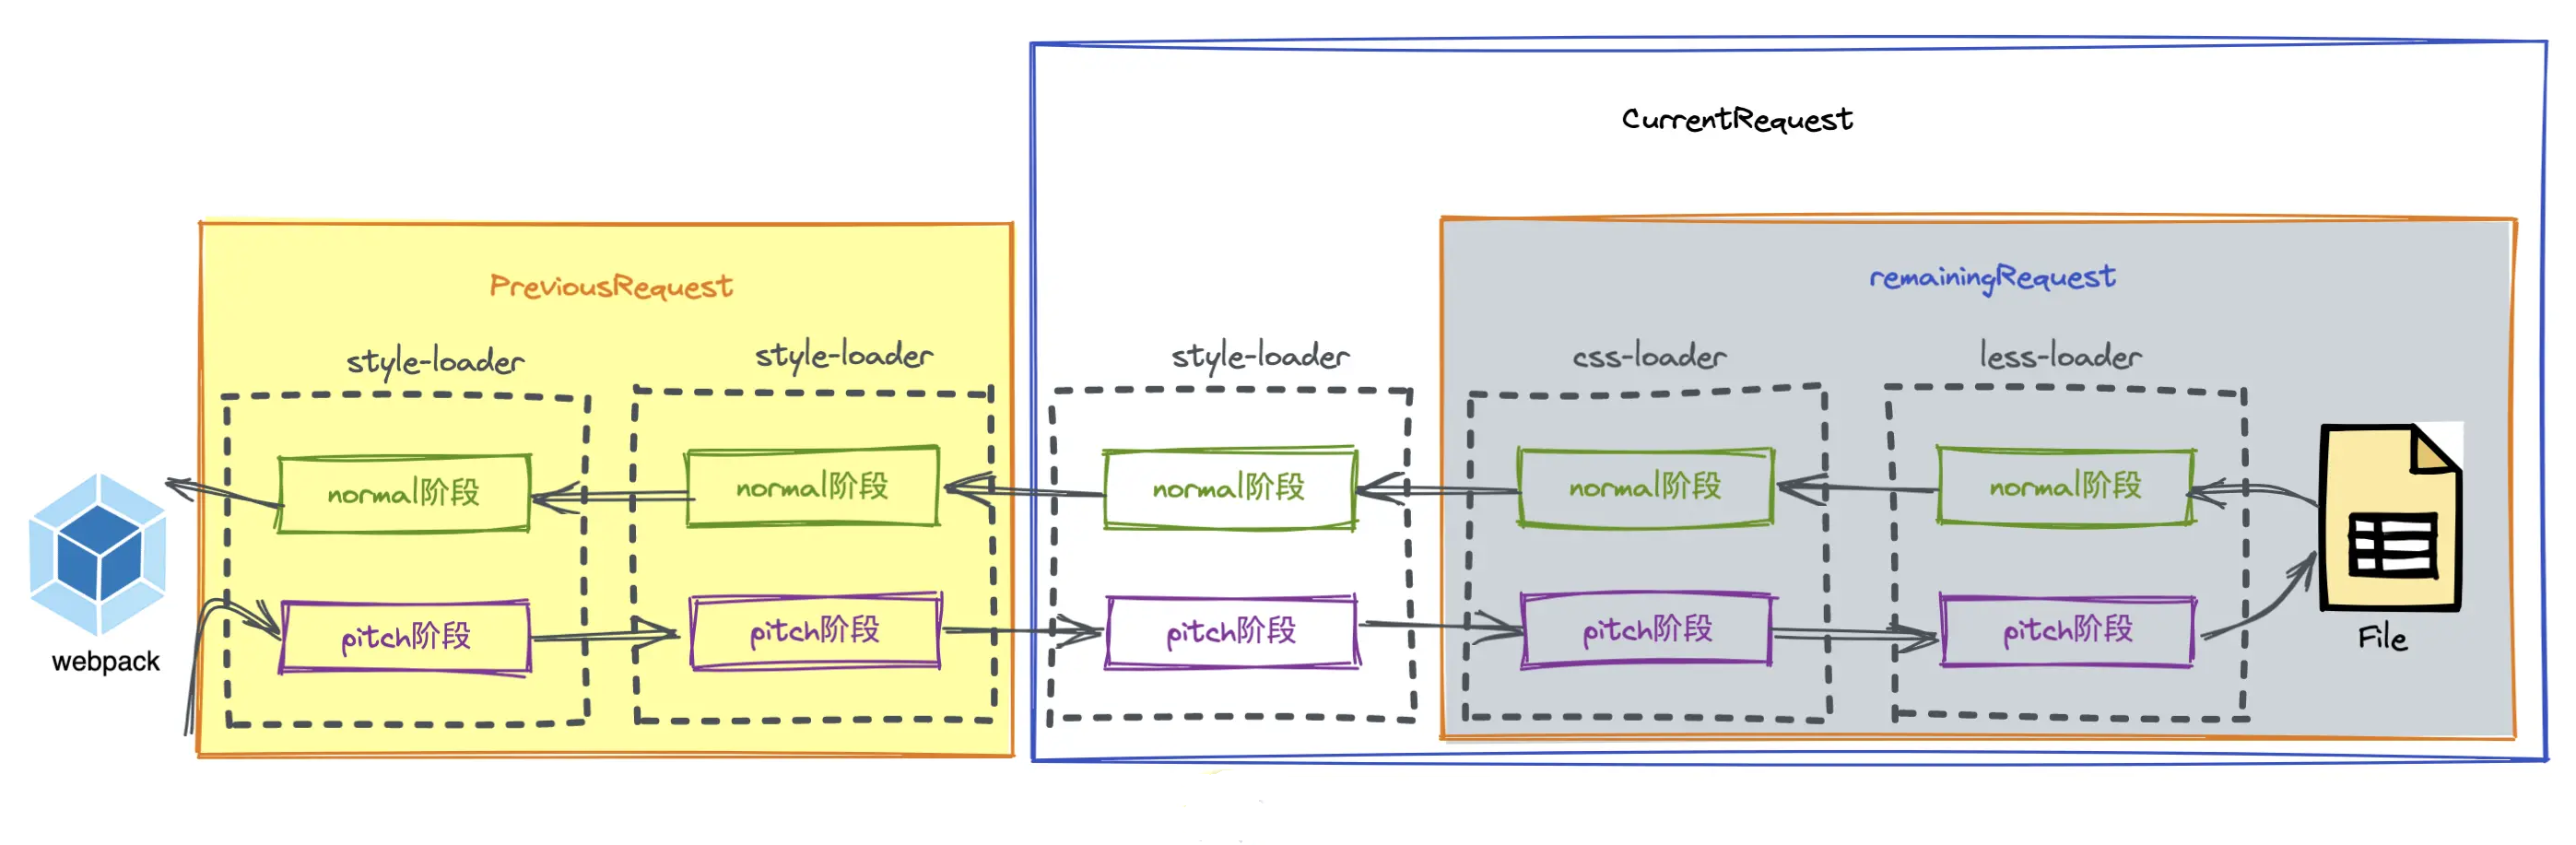 CurrentRequest
PreviousRequest
remainingRequest
style-loader
style-loader
style-loader
css-loader
less-loader
normal阶段
normal阶段
normal阶段
normal阶段
normal阶段
pitch阶段
pitch阶段
pitch阶段
pitch阶段
pitch阶段
webpack
File